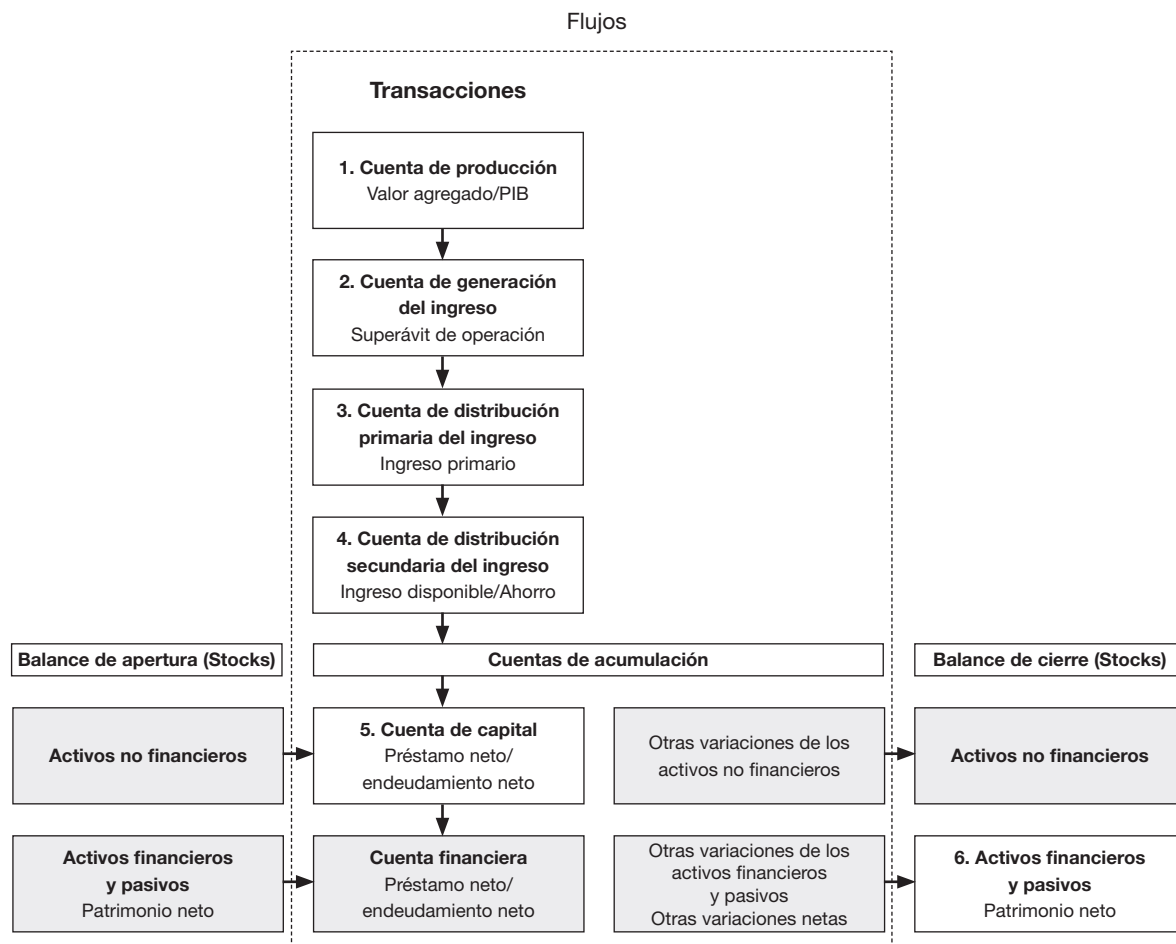 Flujos
Transacciones
1. Cuenta de producción
Valor agregado/PIB
2. Cuenta de generación
del ingreso
Superávit de operación
3. Cuenta de distribución
primaria del ingreso
Ingreso primario
4. Cuenta de distribución
secundaria del ingreso
Ingreso disponible/Ahorro
Balance de apertura (Stocks)
Cuentas de acumulación
Balance de cierre (Stocks)
Activos no financieros
5. Cuenta de capital
Préstamo neto/
endeudamiento neto
Otras variaciones de los
activos no financieros
Activos no financieros
Activos financieros
y pasivos
Patrimonio neto
Cuenta financiera
Préstamo neto/
endeudamiento neto
Otras variaciones de los
activos financieros
y pasivos
Otras variaciones netas
6. Activos financieros
y pasivos
Patrimonio neto